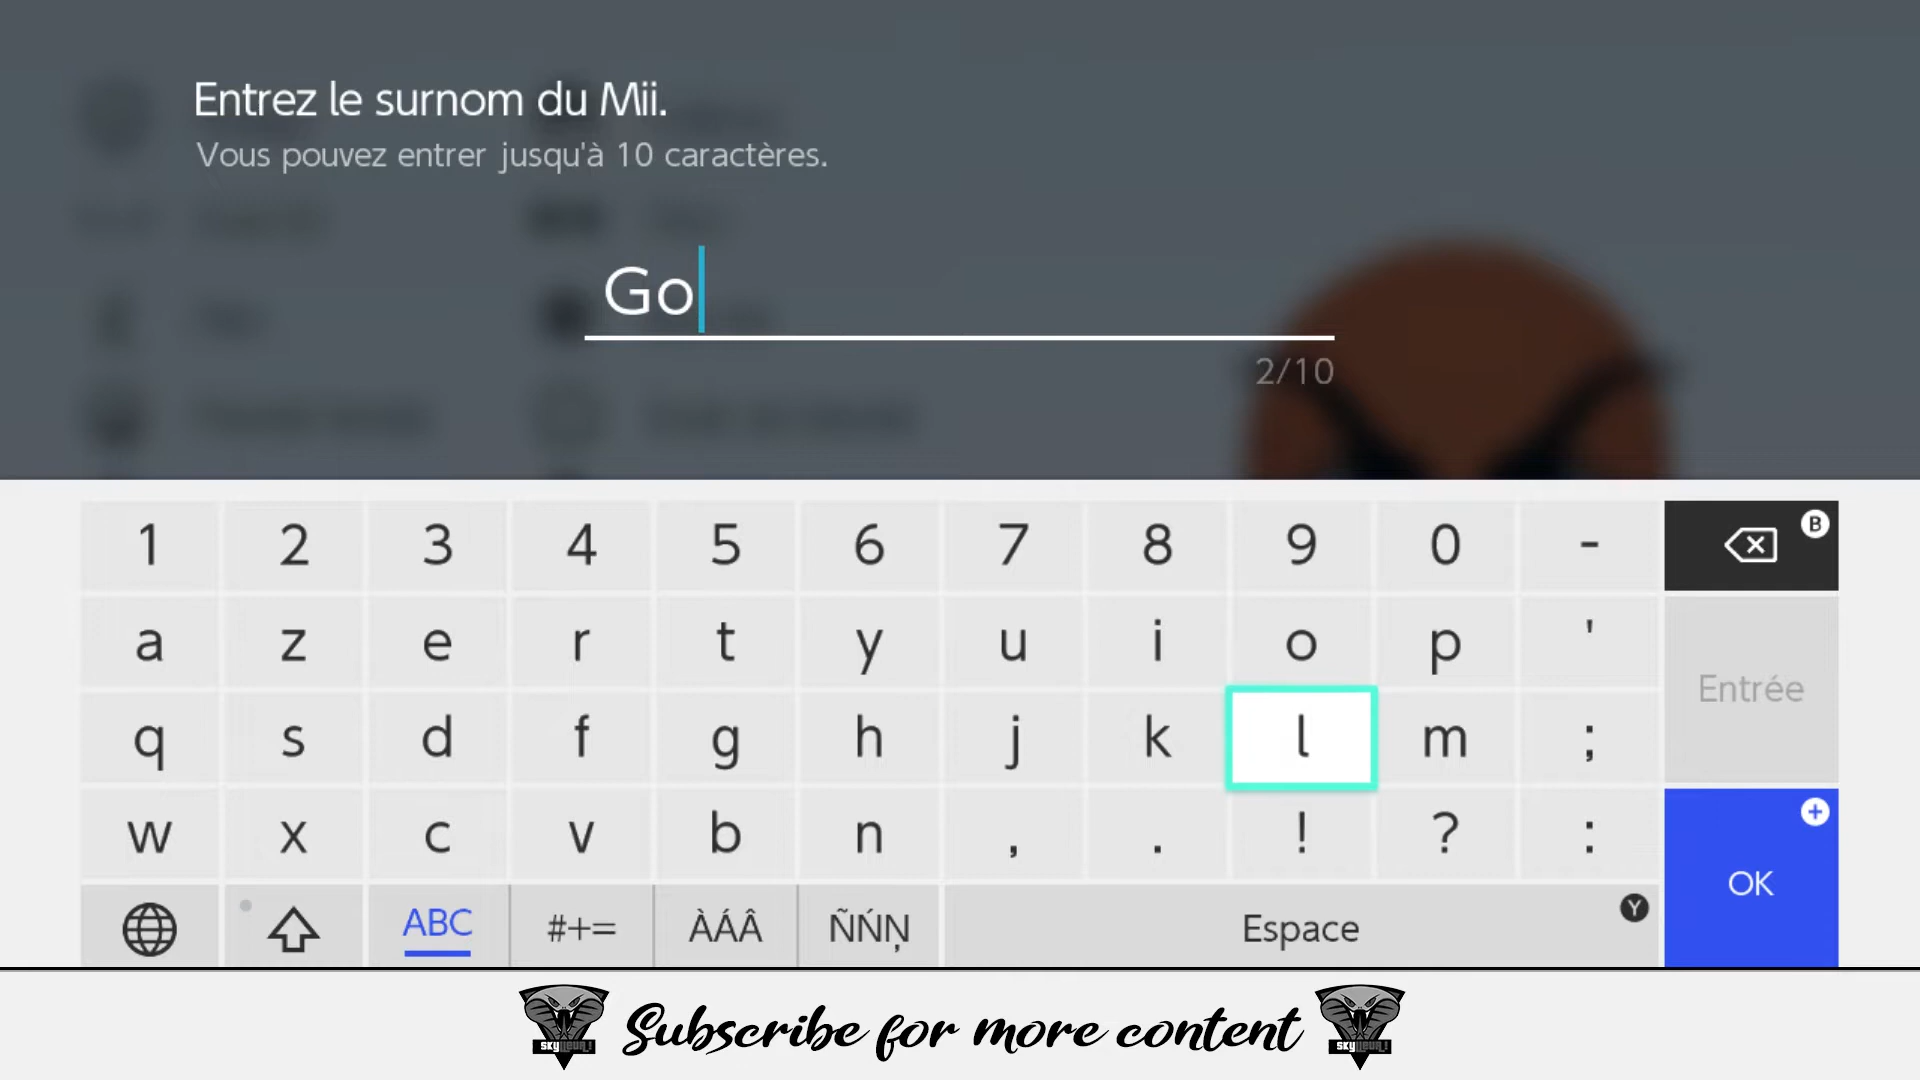 Entrez le surnom du Mii.
Vous pouvez entrer jusqu'à 10 caractères.
Go
2/10
1 2 3 4 5 6 7 8 9 0 - B
a z e r t y u i o p '
Entrée
q s d f g h j k l m ;
w x c v b n , . ! ? : +
OK
ABC #+= ÀÁÂ ÑŃŅ Espace Y
Subscribe for more content